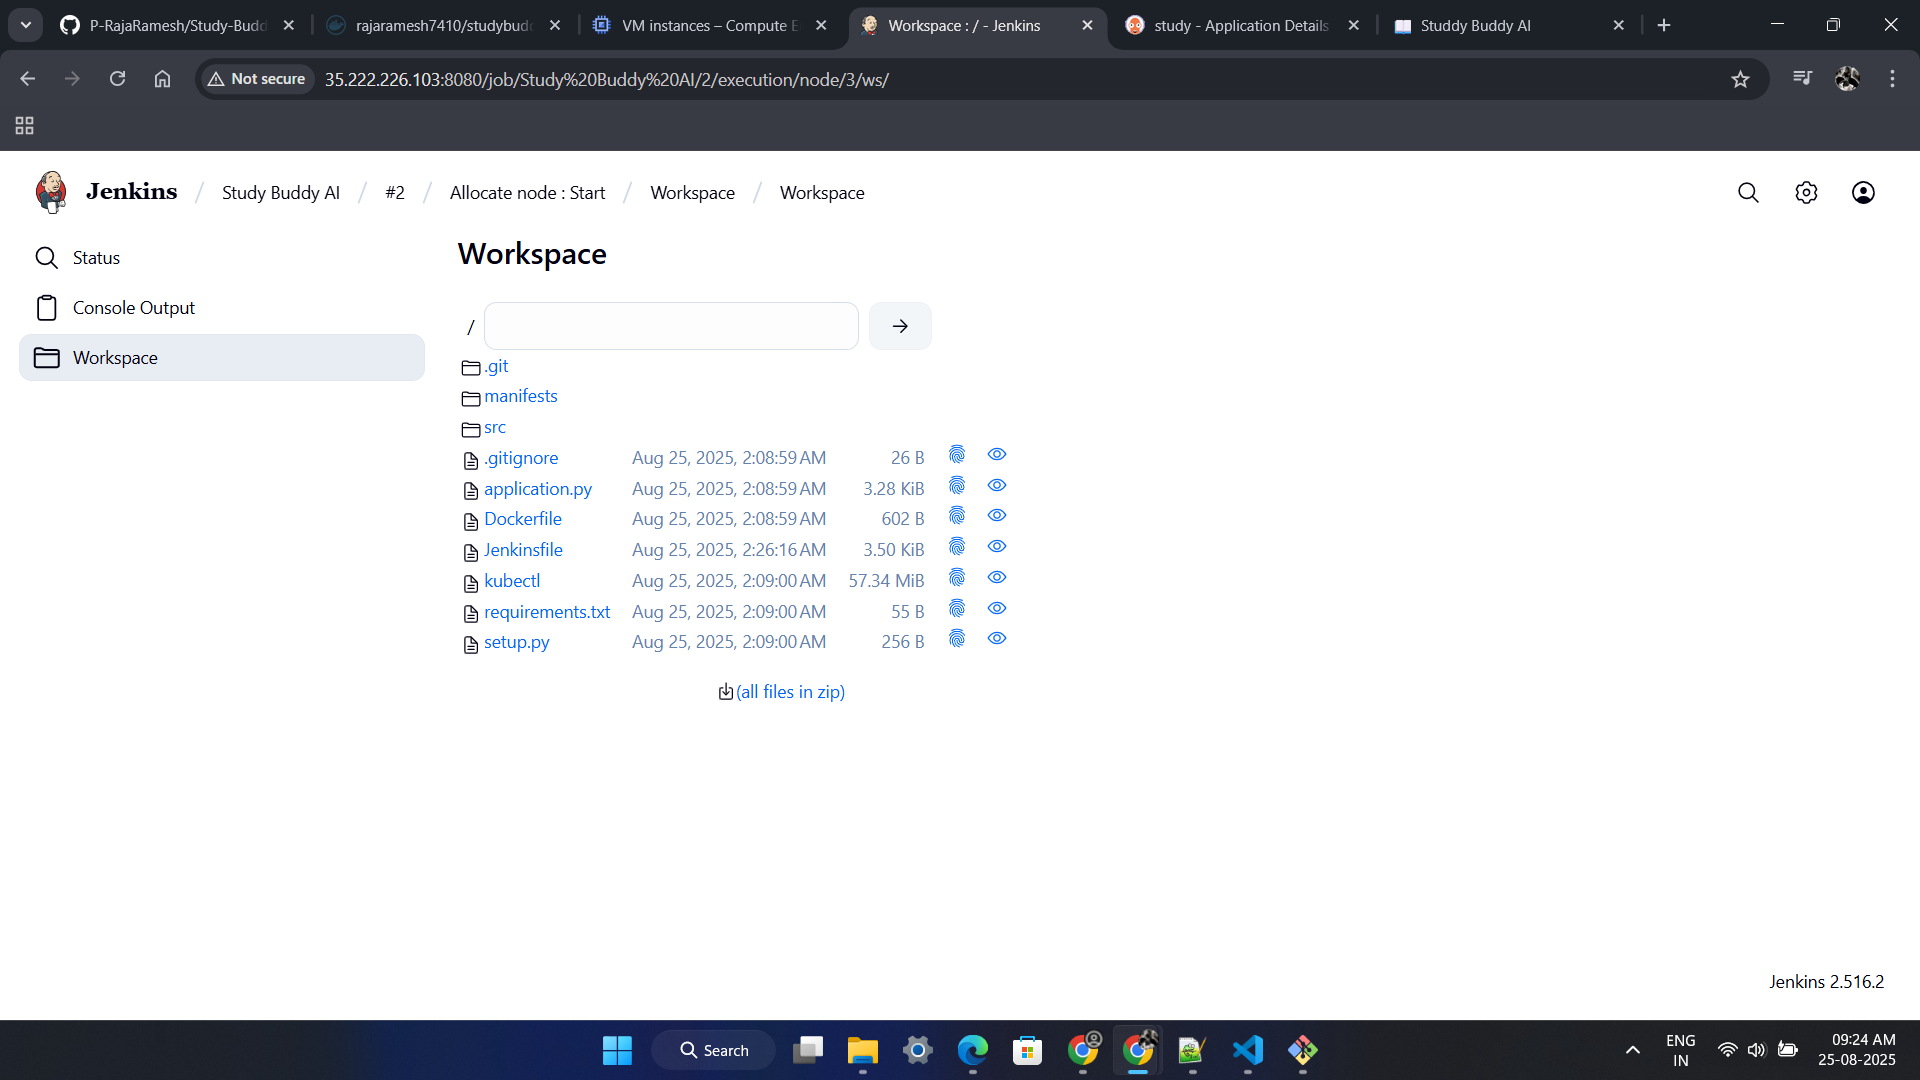 P-RajaRamesh/Study-Budd
rajaramesh7410/studybudd
VM instances – Compute E
Workspace : / - Jenkins
study - Application Details
Studdy Buddy AI
Not secure
35.222.226.103:8080/job/Study%20Buddy%20AI/2/execution/node/3/ws/
Jenkins / Study Buddy AI / #2 / Allocate node : Start / Workspace / Workspace
Status
Console Output
Workspace
Workspace
/
.git
manifests
src
.gitignore Aug 25, 2025, 2:08:59 AM 26 B
application.py Aug 25, 2025, 2:08:59 AM 3.28 KiB
Dockerfile Aug 25, 2025, 2:08:59 AM 602 B
Jenkinsfile Aug 25, 2025, 2:26:16 AM 3.50 KiB
kubectl Aug 25, 2025, 2:09:00 AM 57.34 MiB
requirements.txt Aug 25, 2025, 2:09:00 AM 55 B
setup.py Aug 25, 2025, 2:09:00 AM 256 B
(all files in zip)
Jenkins 2.516.2
Search
ENG
IN
09:24 AM
25-08-2025